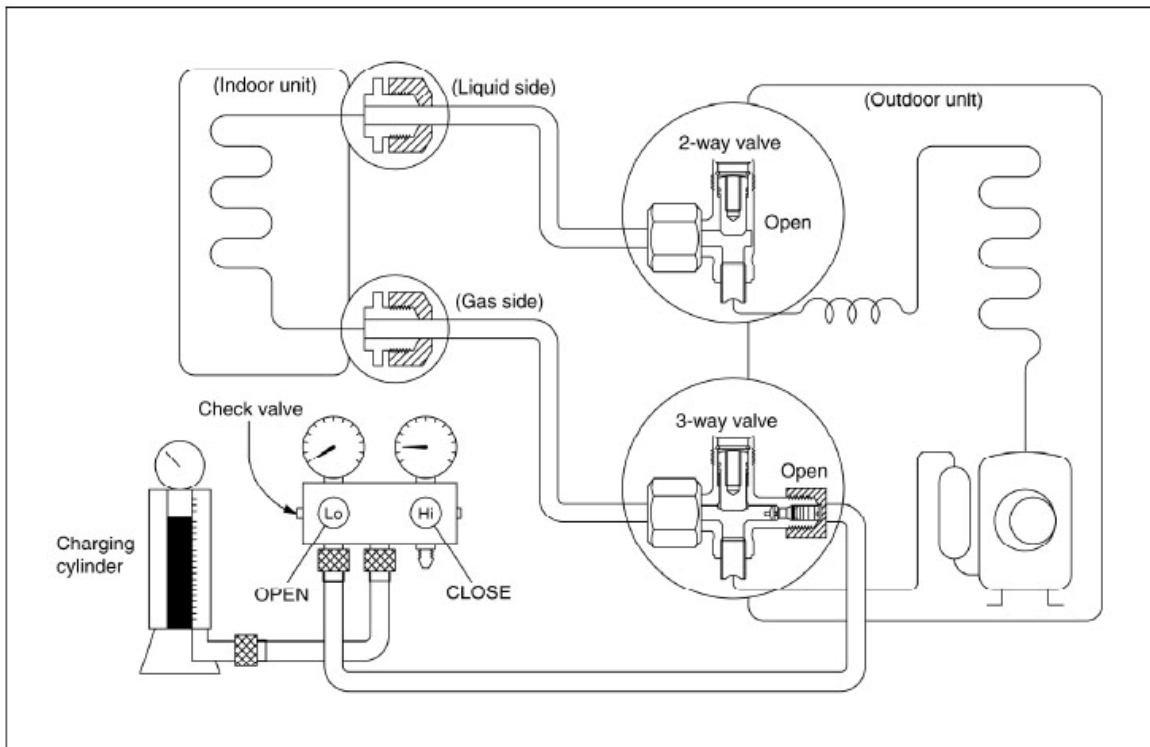 (Indoor unit)
(Liquid side)
(Outdoor unit)
2-way valve
Open
(Gas side)
3-way valve
Open
Check valve
Lo
Hi
Charging
cylinder
OPEN
CLOSE